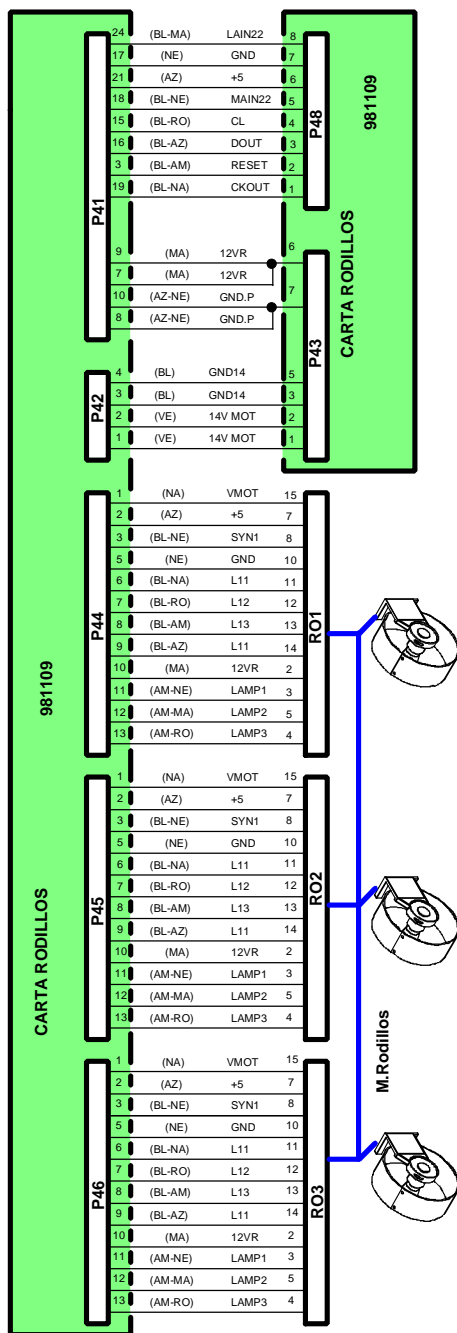 981109
CARTA RODILLOS
P41
24 (BL-MA) LAIN22 8
17 (NE) GND 7
21 (AZ) +5 6
18 (BL-NE) MAIN22 5
15 (BL-RO) CL 4
16 (BL-AZ) DOUT 3
3 (BL-AM) RESET 2
19 (BL-NA) CKOUT 1
P48
981109
CARTA RODILLOS
9 (MA) 12VR 6
7 (MA) 12VR
10 (AZ-NE) GND.P 7
8 (AZ-NE) GND.P
P43
P42
4 (BL) GND14 5
3 (BL) GND14 3
2 (VE) 14V MOT 2
1 (VE) 14V MOT 1
P44
1 (NA) VMOT 15
2 (AZ) +5 7
3 (BL-NE) SYN1 8
5 (NE) GND 10
6 (BL-NA) L11 11
7 (BL-RO) L12 12
8 (BL-AM) L13 13
9 (BL-AZ) L11 14
10 (MA) 12VR 2
11 (AM-NE) LAMP1 3
12 (AM-MA) LAMP2 5
13 (AM-RO) LAMP3 4
RO1
P45
1 (NA) VMOT 15
2 (AZ) +5 7
3 (BL-NE) SYN1 8
5 (NE) GND 10
6 (BL-NA) L11 11
7 (BL-RO) L12 12
8 (BL-AM) L13 13
9 (BL-AZ) L11 14
10 (MA) 12VR 2
11 (AM-NE) LAMP1 3
12 (AM-MA) LAMP2 5
13 (AM-RO) LAMP3 4
RO2
M.Rodillos
P46
1 (NA) VMOT 15
2 (AZ) +5 7
3 (BL-NE) SYN1 8
5 (NE) GND 10
6 (BL-NA) L11 11
7 (BL-RO) L12 12
8 (BL-AM) L13 13
9 (BL-AZ) L11 14
10 (MA) 12VR 2
11 (AM-NE) LAMP1 3
12 (AM-MA) LAMP2 5
13 (AM-RO) LAMP3 4
RO3